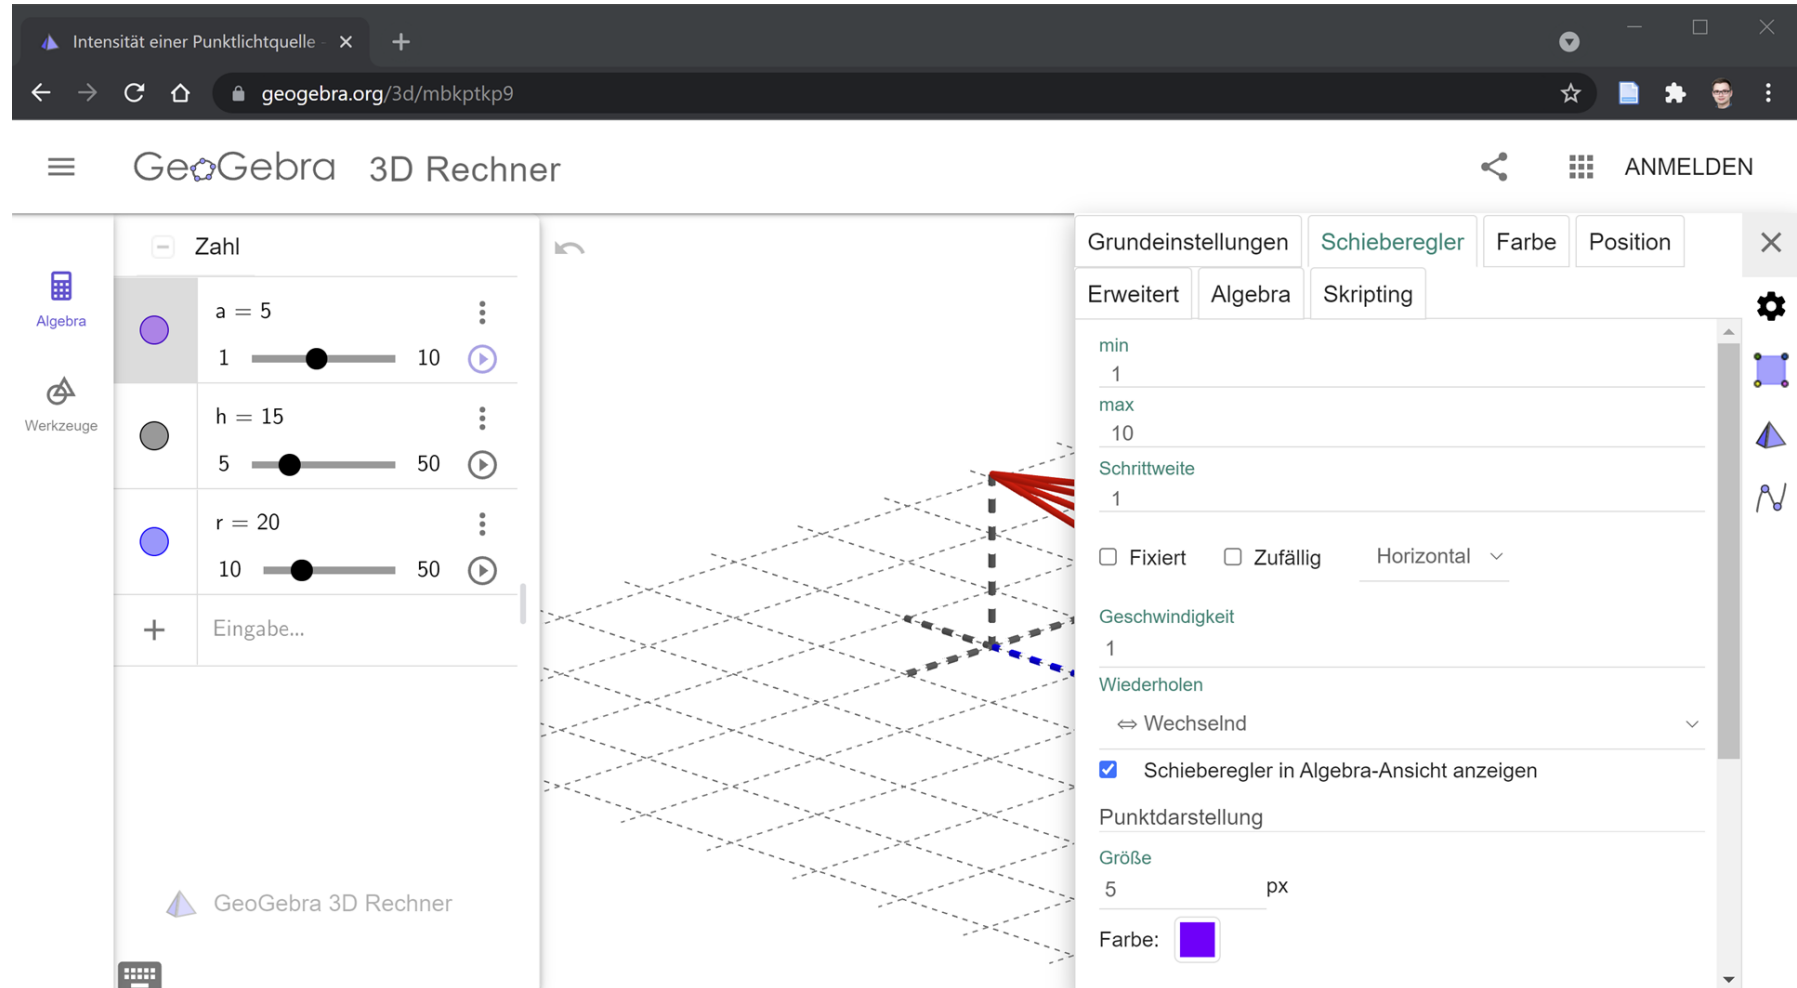 Intensität einer Punktlichtquelle
geogebra.org/3d/mbkptkp9
GeoGebra 3D Rechner
ANMELDEN
Algebra
Werkzeuge
Zahl
a = 5
1 10
h = 15
5 50
r = 20
10 50
Eingabe...
GeoGebra 3D Rechner
Grundeinstellungen Schieberegler Farbe Position
Erweitert Algebra Skripting
min
1
max
10
Schrittweite
1
Fixiert Zufällig Horizontal
Geschwindigkeit
1
Wiederholen
⇔ Wechselnd
Schieberegler in Algebra-Ansicht anzeigen
Punktdarstellung
Größe
5 px
Farbe: